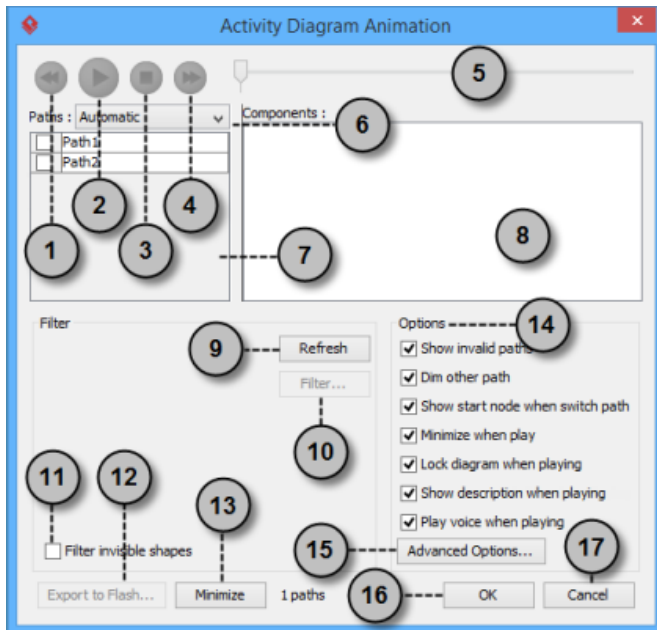 Activity Diagram Animation
5
Paths : Automatic
Components :
6
Path1
Path2
2
4
1
3
7
8
Filter
Options
14
9
Refresh
Show invalid paths
Filter...
Dim other path
Show start node when switch path
10
Minimize when play
11
12
13
Lock diagram when playing
Show description when playing
Play voice when playing
Filter invisible shapes
15
Advanced Options...
17
Export to Flash...
Minimize
1 paths
16
OK
Cancel